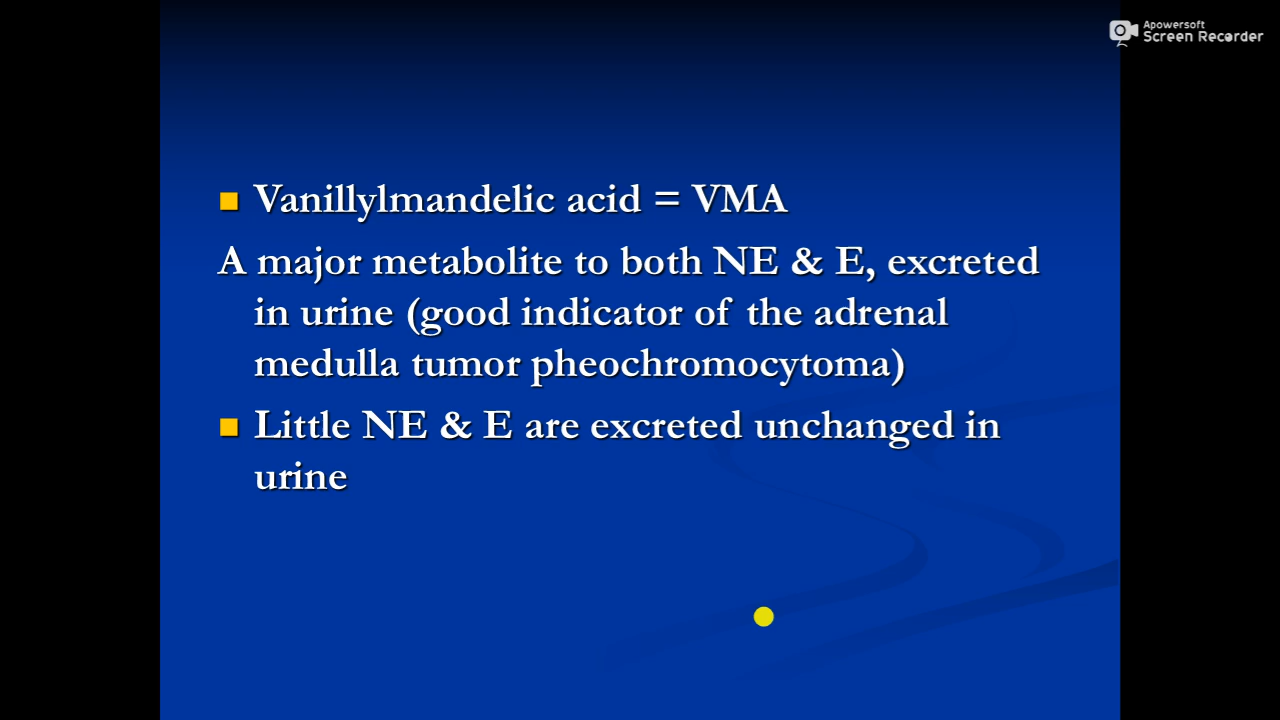 Apowersoft
Screen Recorder
Vanillylmandelic acid = VMA
A major metabolite to both NE & E, excreted
in urine (good indicator of the adrenal
medulla tumor pheochromocytoma)
Little NE & E are excreted unchanged in
urine